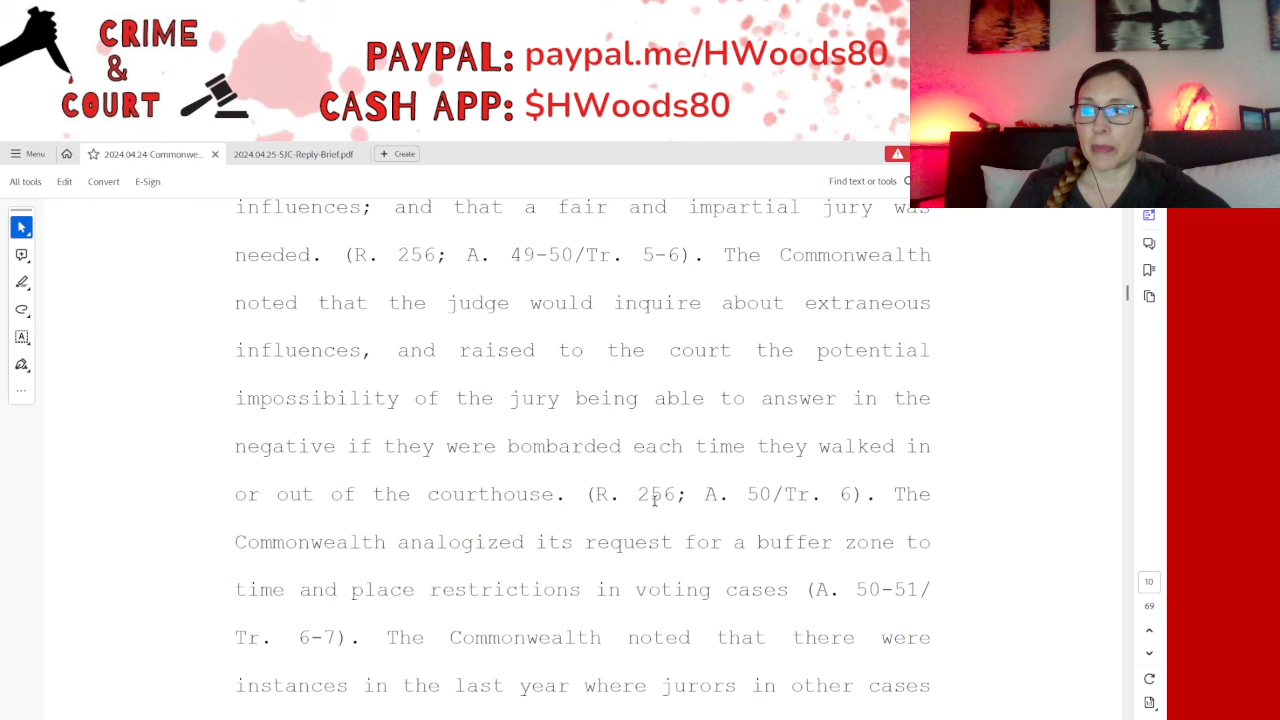 CRIME
&
COURT
PAYPAL: paypal.me/HWoods80
CASH APP: $HWoods80
Menu
2024.04.24-Commonwe...
2024.04.25-SJC-Reply-Brief.pdf
Create
All tools
Edit
Convert
E-Sign
Find text or tools
influences; and that a fair and impartial jury was
needed. (R. 256; A. 49-50/Tr. 5-6). The Commonwealth
noted that the judge would inquire about extraneous
influences, and raised to the court the potential
impossibility of the jury being able to answer in the
negative if they were bombarded each time they walked in
or out of the courthouse. (R. 256; A. 50/Tr. 6). The
Commonwealth analogized its request for a buffer zone to
time and place restrictions in voting cases (A. 50-51/
Tr. 6-7). The Commonwealth noted that there were
instances in the last year where jurors in other cases
10
69